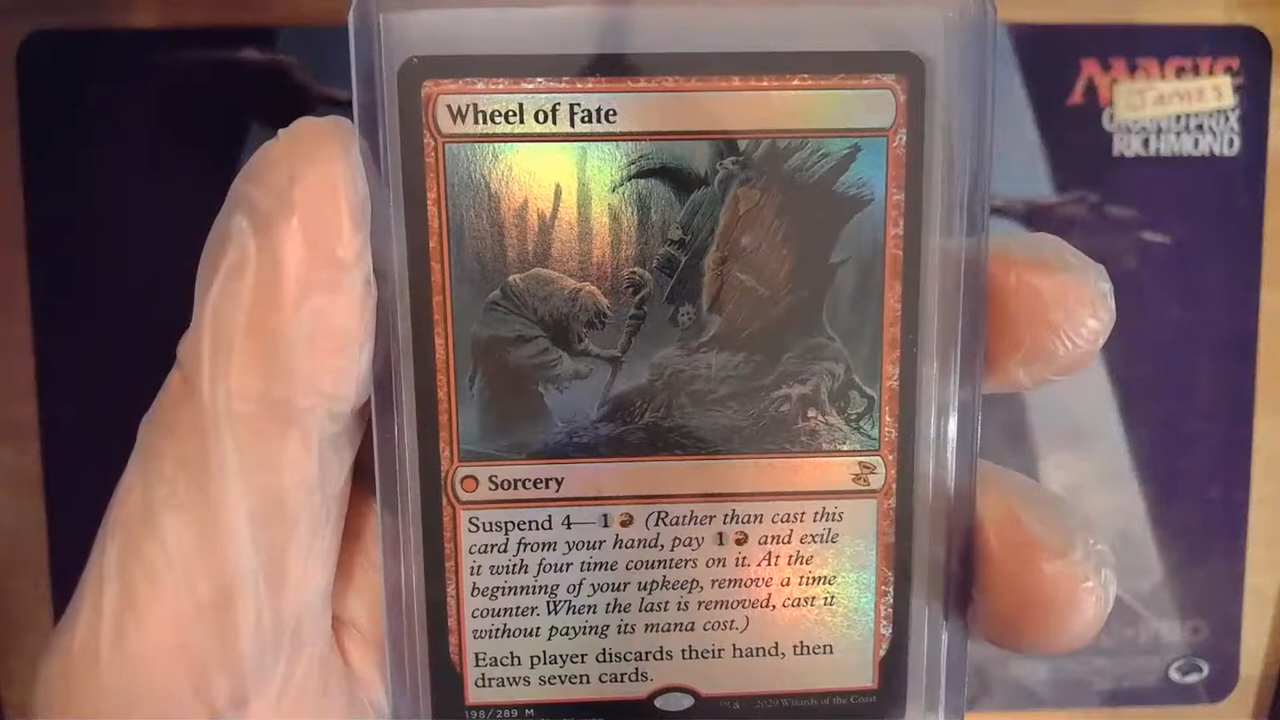 Wheel of Fate
MAGIC
JAMES
GRAND PRIX
RICHMOND
Sorcery
Suspend 4—1 (Rather than cast this
card from your hand, pay 1 and exile
it with four time counters on it. At the
beginning of your upkeep, remove a time
counter. When the last is removed, cast it
without paying its mana cost.)
Each player discards their hand, then
draws seven cards.
198/289 M
™ & © 2020 Wizards of the Coast